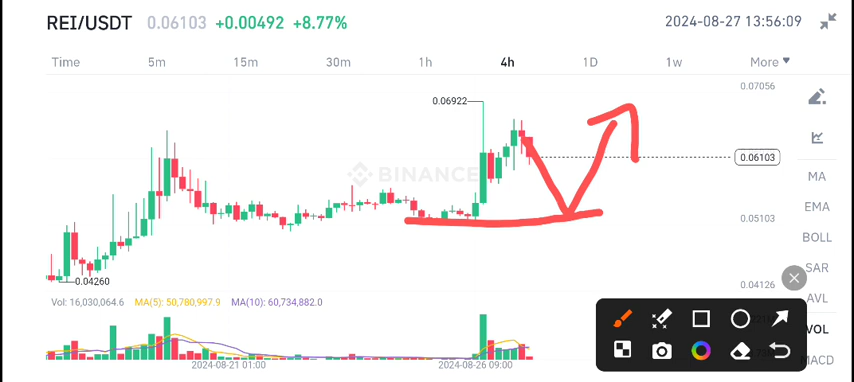 REI/USDT 0.06103 +0.00492 +8.77% 2024-08-27 13:56:09
Time 5m 15m 30m 1h 4h 1D 1w More
0.07056
0.06922
BINANCE
0.06103
MA
EMA
0.05103
BOLL
SAR
0.04260
0.04126
AVL
Vol: 16,030,064.6 MA(5): 50,780,997.9 MA(10): 60,734,882.0
VOL
MACD
2024-08-21 01:00 2024-08-26 09:00